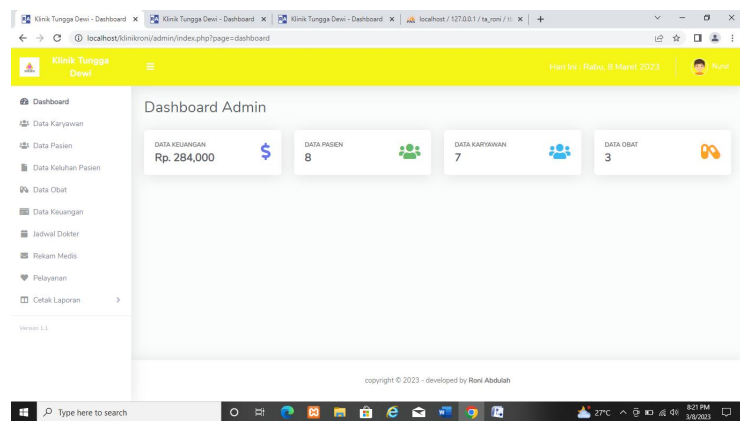 Klinik Tungga Dewi - Dashboard
Klinik Tungga Dewi - Dashboard
Klinik Tungga Dewi - Dashboard
localhost / 127.0.0.1 / ta_roni /
localhost/klinikroni/admin/index.php?page=dashboard
Klinik Tungga
Dewi
Hari Ini : Rabu, 8 Maret 2023
Dashboard
Data Karyawan
Data Pasien
Data Keluhan Pasien
Data Obat
Data Keuangan
Jadwal Dokter
Rekam Medis
Pelayanan
Cetak Laporan
Version 1.1
Dashboard Admin
DATA KEUANGAN
Rp. 284,000
DATA PASIEN
8
DATA KARYAWAN
7
DATA OBAT
3
copyright © 2023 - developed by Roni Abdulah
Type here to search
27°C
8:21 PM
3/8/2023